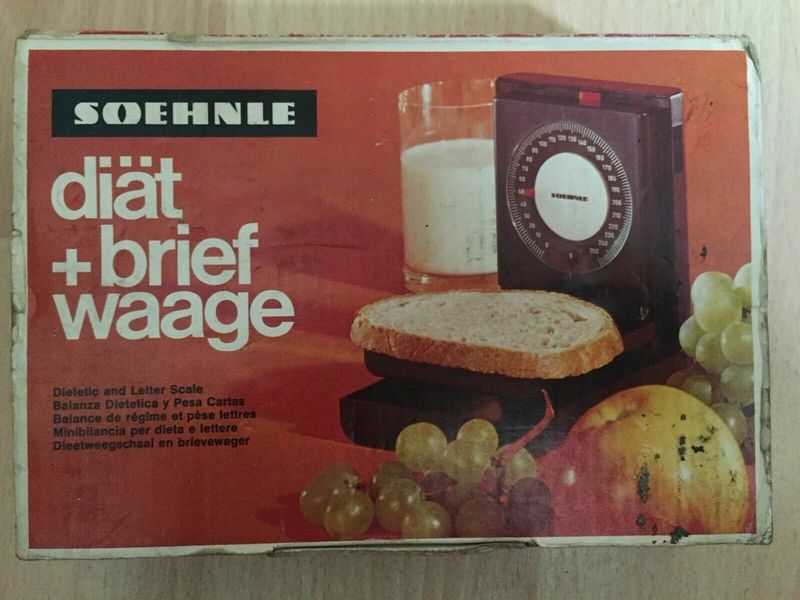 SOEHNLE
diät
+brief
waage
Dietetic and Letter Scale
Balanza Dietetica y Pesa Cartas
Balance de régime et pèse lettres
Minibilancia per dieta e lettere
Dieetweegschaal en brieveweger
SOEHNLE